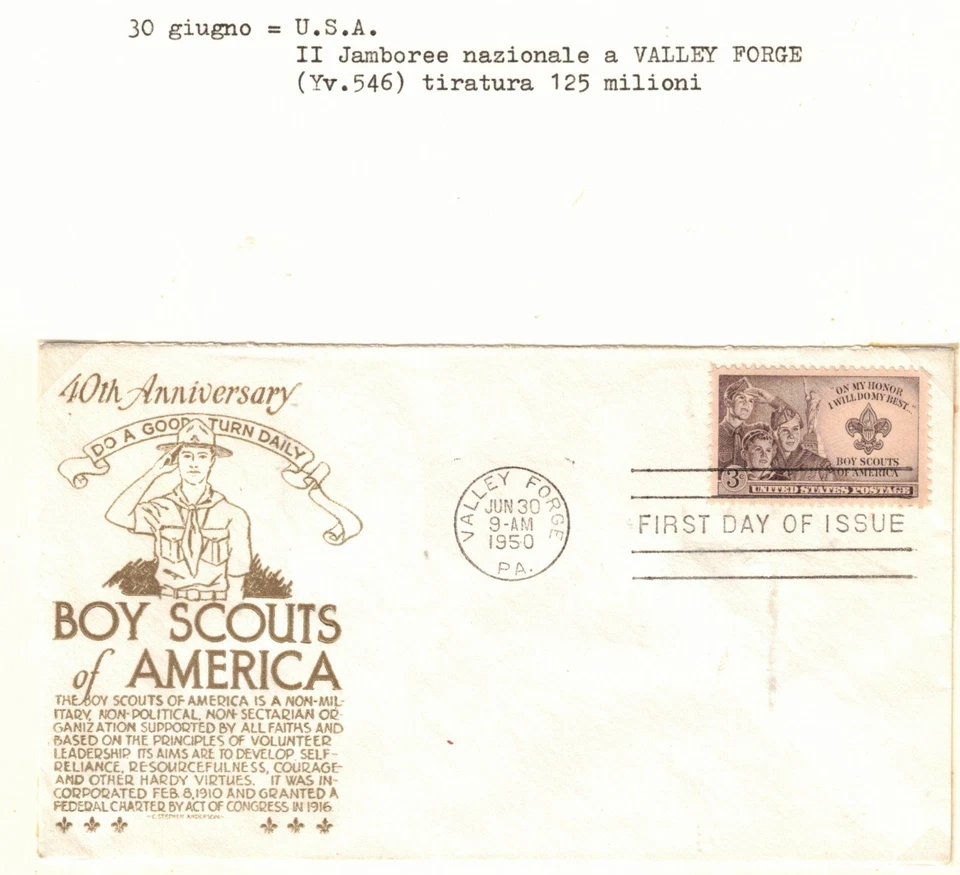 30 giugno = U.S.A.
II Jamboree nazionale a VALLEY FORGE
(Yv.546) tiratura 125 milioni
40th Anniversary
DO A GOOD TURN DAILY
BOY SCOUTS
of AMERICA
THE BOY SCOUTS OF AMERICA IS A NON-MIL-
ITARY, NON-POLITICAL, NON-SECTARIAN OR-
GANIZATION SUPPORTED BY ALL FAITHS AND
BASED ON THE PRINCIPLES OF VOLUNTEER
LEADERSHIP. ITS AIMS ARE TO DEVELOP SELF-
RELIANCE, RESOURCEFULNESS, COURAGE
AND OTHER HARDY VIRTUES. IT WAS IN-
CORPORATED FEB. 8, 1910 AND GRANTED A
FEDERAL CHARTER BY ACT OF CONGRESS IN 1916.
-C. STEPHEN ANDERSON-
VALLEY FORGE
JUN 30
9-AM
1950
PA.
ON MY HONOR
I WILL DO MY BEST...
BOY SCOUTS
OF AMERICA
3¢
UNITED STATES POSTAGE
FIRST DAY OF ISSUE